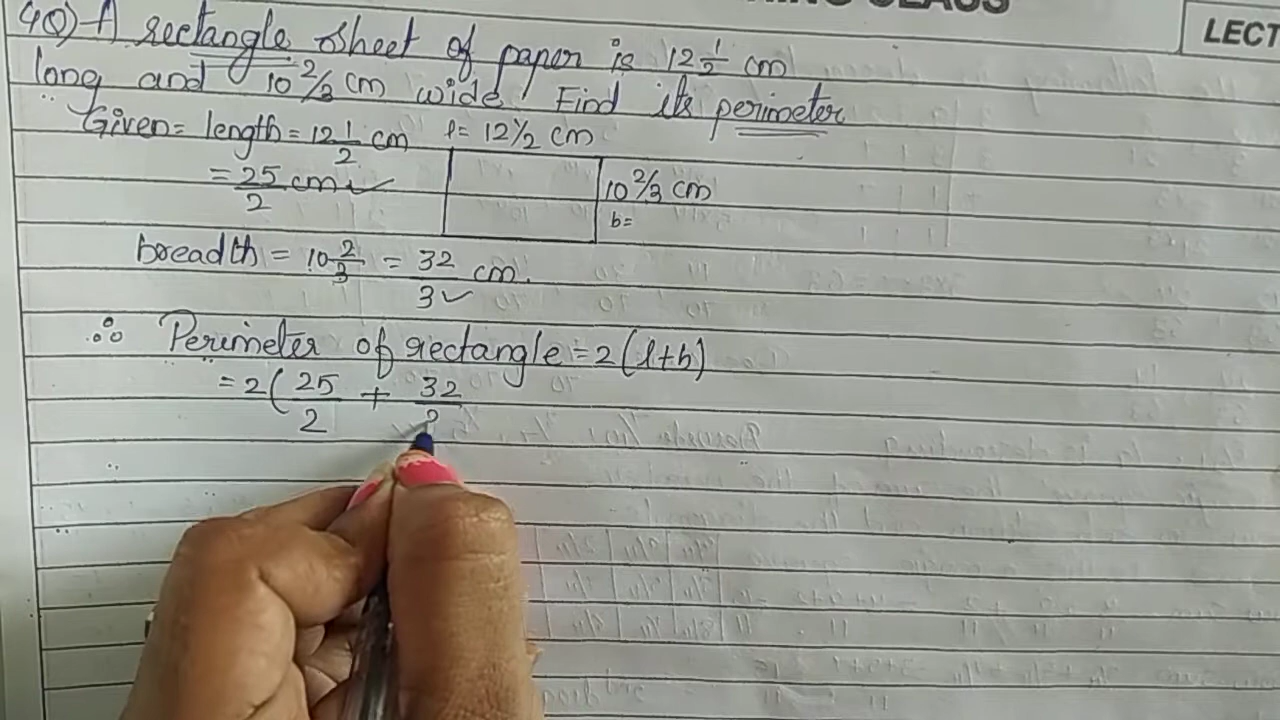 LECT
4Q) A rectangle sheet of paper is 12 1/2 cm
long and 10 2/3 cm wide. Find its perimeter
Given = length = 12 1/2 cm l = 12 1/2 cm
= 25/2 cm ✓
10 2/3 cm
b=
breadth = 10 2/3 = 32/3 cm. ✓
∴ Perimeter of rectangle = 2(l+b)
= 2(25/2 + 32/3